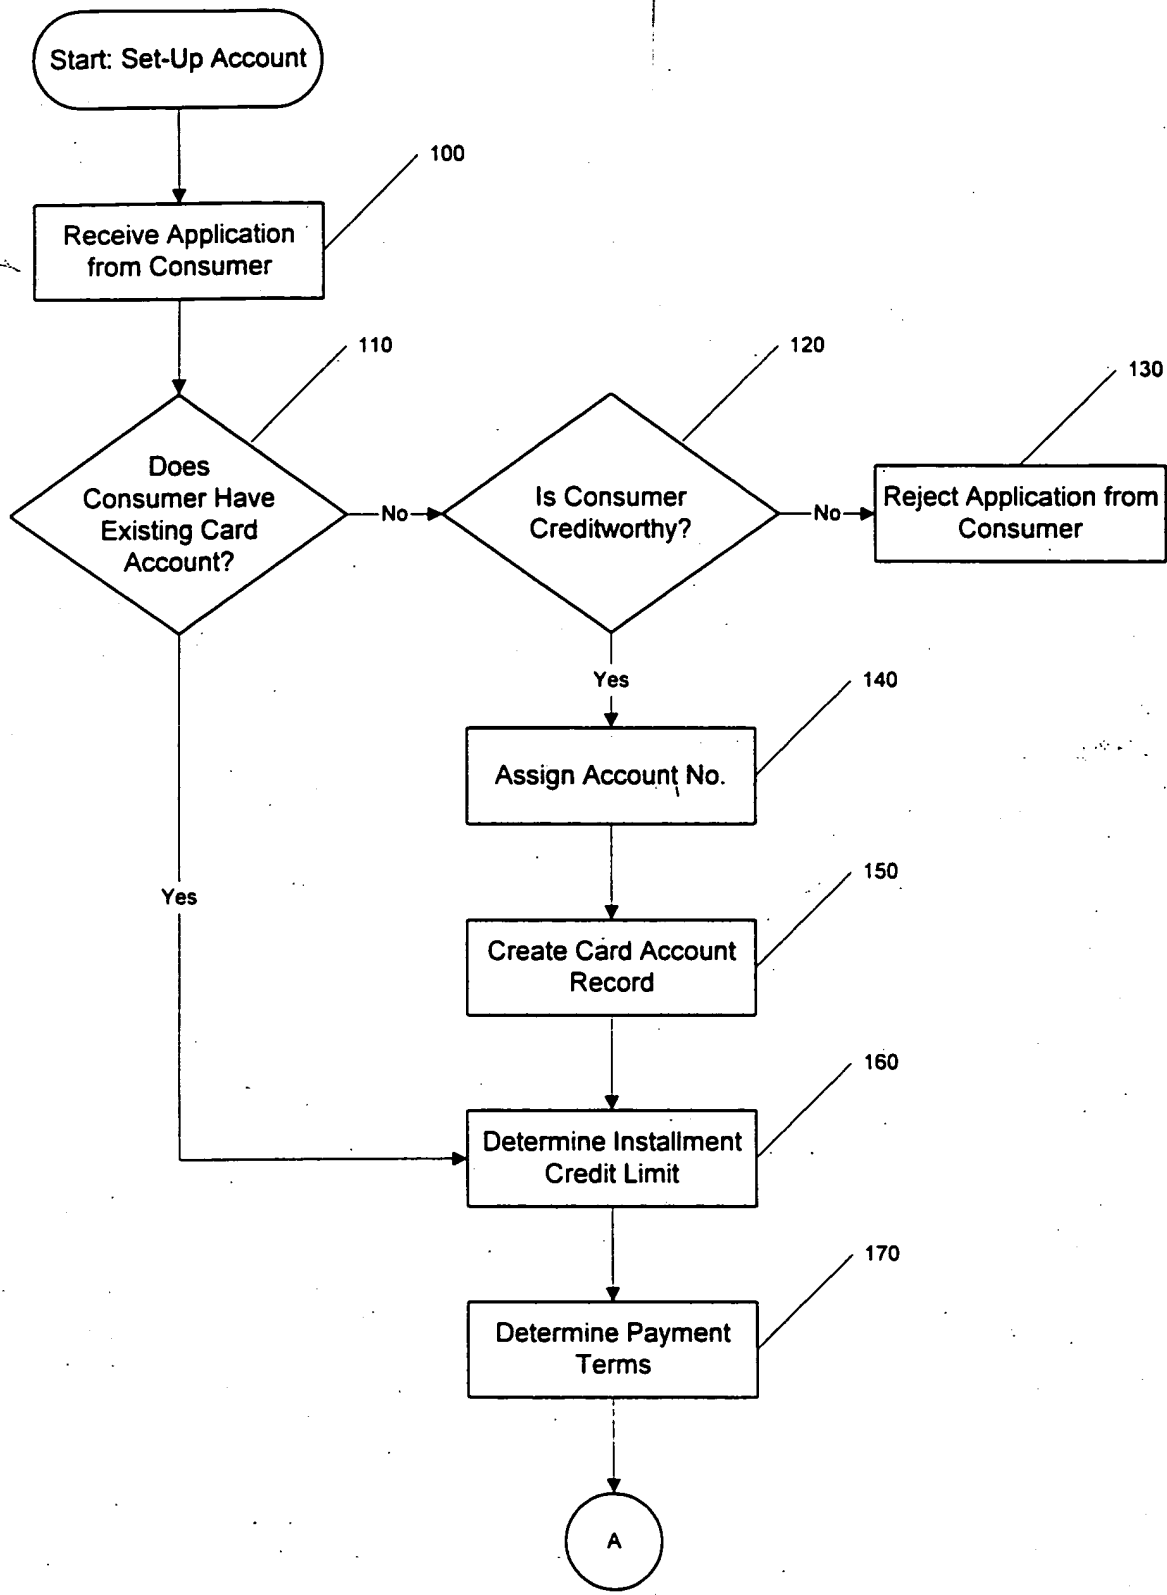 Start: Set-Up Account
100
Receive Application
from Consumer
110
120
130
Does
Consumer Have
Existing Card
Account?
No
Is Consumer
Creditworthy?
No
Reject Application from
Consumer
Yes
140
Assign Account No.
150
Yes
Create Card Account
Record
160
Determine Installment
Credit Limit
170
Determine Payment
Terms
A